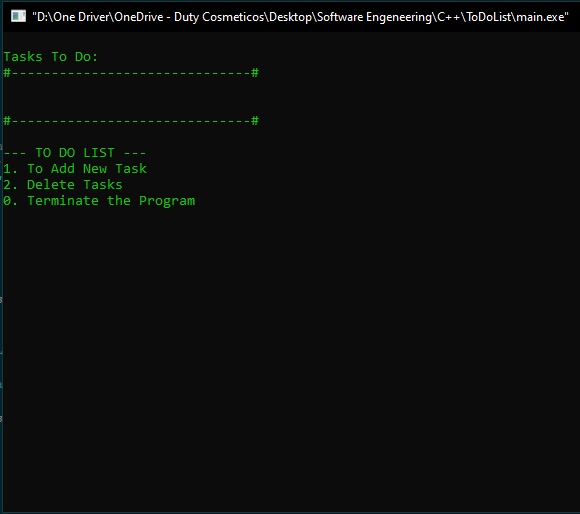 "D:\One Driver\OneDrive - Duty Cosmeticos\Desktop\Software Engeneering\C++\ToDoList\main.exe"
Tasks To Do:
#------------------------------#
#------------------------------#
--- TO DO LIST ---
1. To Add New Task
2. Delete Tasks
0. Terminate the Program